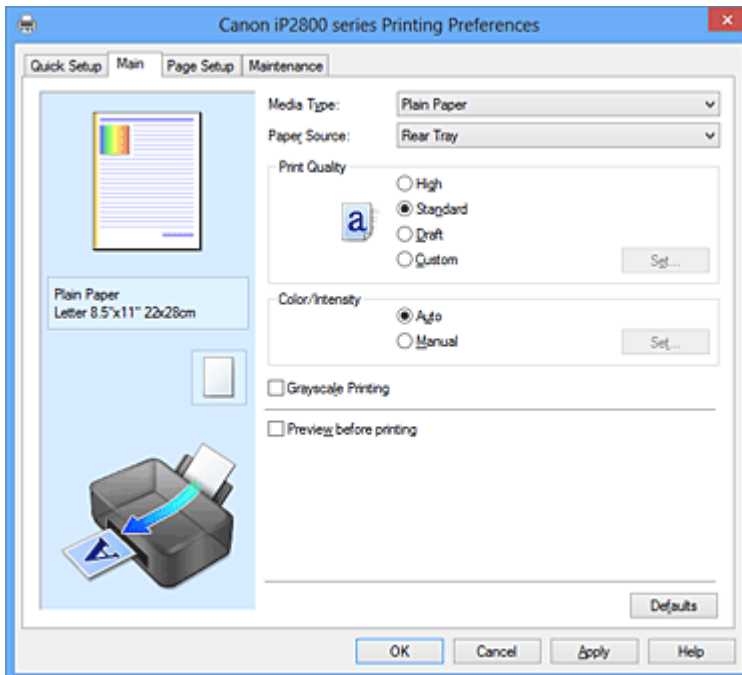 Canon iP2800 series Printing Preferences
Quick Setup Main Page Setup Maintenance
Media Type: Plain Paper
Paper Source: Rear Tray
Print Quality
High
a Standard
Draft
Custom Set...
Plain Paper
Letter 8.5"x11" 22x28cm
Color/Intensity
Auto
Manual Set...
Grayscale Printing
Preview before printing
A
Defaults
OK Cancel Apply Help